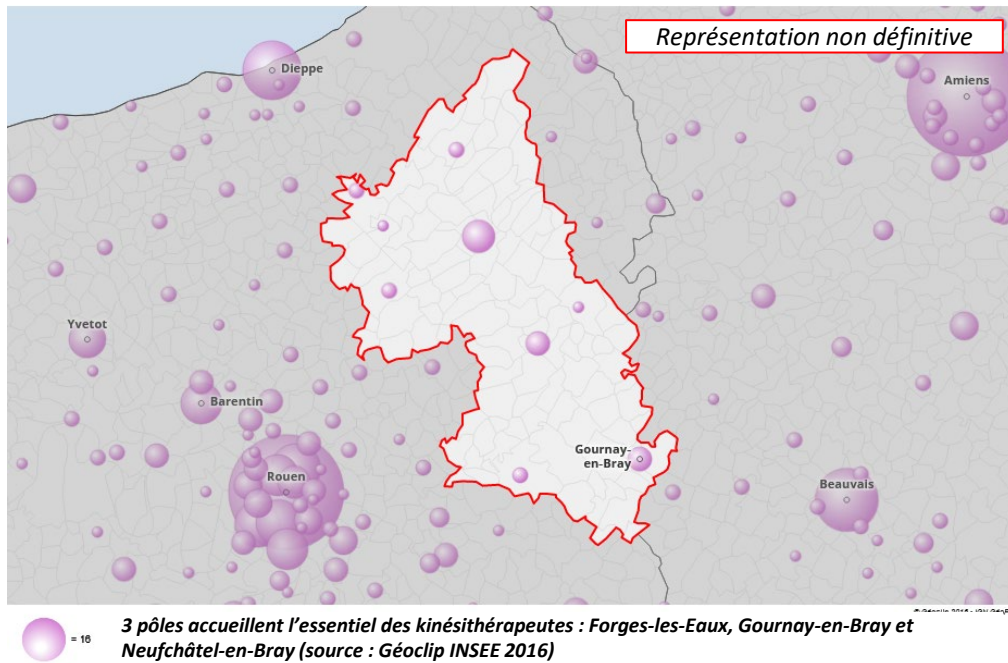 Représentation non définitive
Dieppe
Amiens
Yvetot
Barentin
Gournay-
en-Bray
Rouen
Beauvais
= 16
3 pôles accueillent l’essentiel des kinésithérapeutes : Forges-les-Eaux, Gournay-en-Bray et
Neufchâtel-en-Bray (source : Géoclip INSEE 2016)